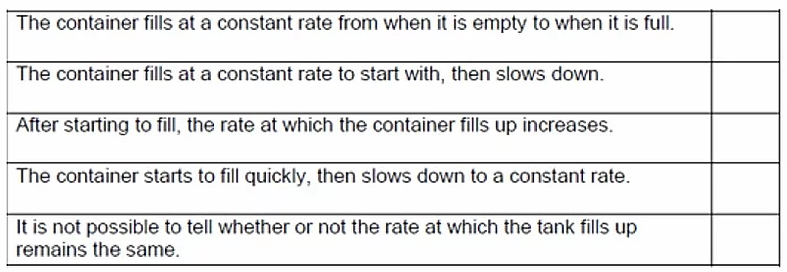 The container fills at a constant rate from when it is empty to when it is full.
The container fills at a constant rate to start with, then slows down.
After starting to fill, the rate at which the container fills up increases.
The container starts to fill quickly, then slows down to a constant rate.
It is not possible to tell whether or not the rate at which the tank fills up
remains the same.